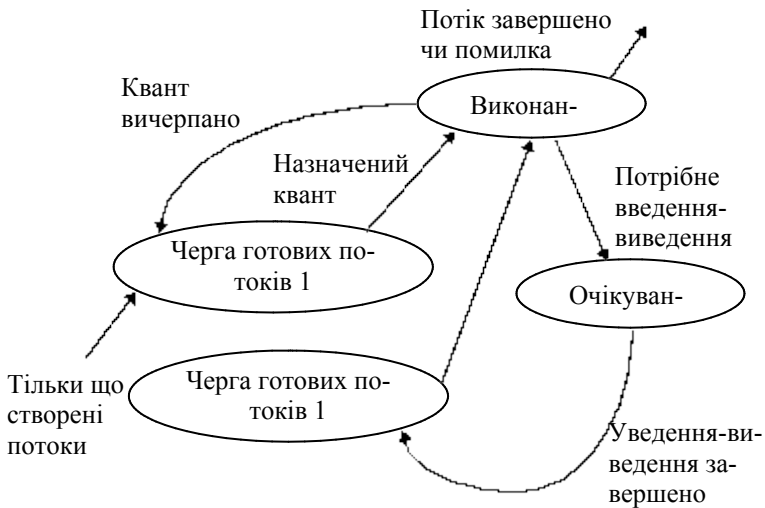 Потік завершено
чи помилка
Квант
вичерпано
Виконан-
Назначений
квант
Потрібне
введення-
виведення
Черга готових по-
токів 1
Очікуван-
Тільки що
створені
потоки
Черга готових по-
токів 1
Уведення-ви-
ведення за-
вершено